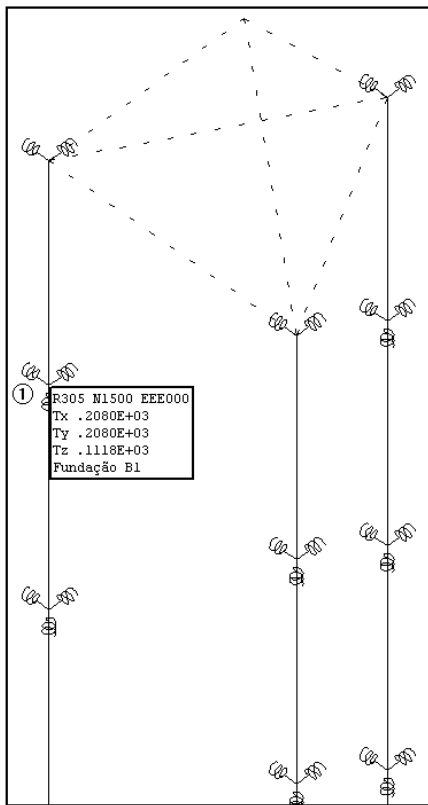 ①
R305 N1500 EEE000
Tx .2080E+03
Ty .2080E+03
Tz .1118E+03
Fundação B1